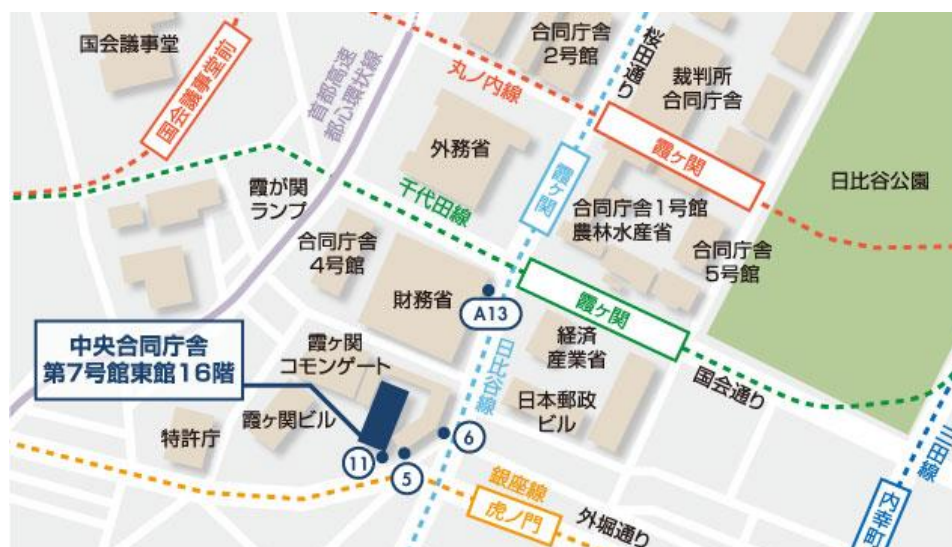 国会議事堂
国会議事堂前
首都高速
都心環状線
丸ノ内線
合同庁舎
2号館
桜田通り
裁判所
合同庁舎
霞ヶ関
外務省
霞ヶ関
日比谷公園
霞が関
ランプ
千代田線
合同庁舎1号館
農林水産省
合同庁舎
5号館
合同庁舎
4号館
財務省
A13
霞ヶ関
経済
産業省
中央合同庁舎
第7号館東館16階
霞ヶ関
コモンゲート
日比谷線
国会通り
日本郵政
ビル
霞ヶ関ビル
特許庁
11
5
6
銀座線
虎ノ門
外堀通り
三田線
内幸町